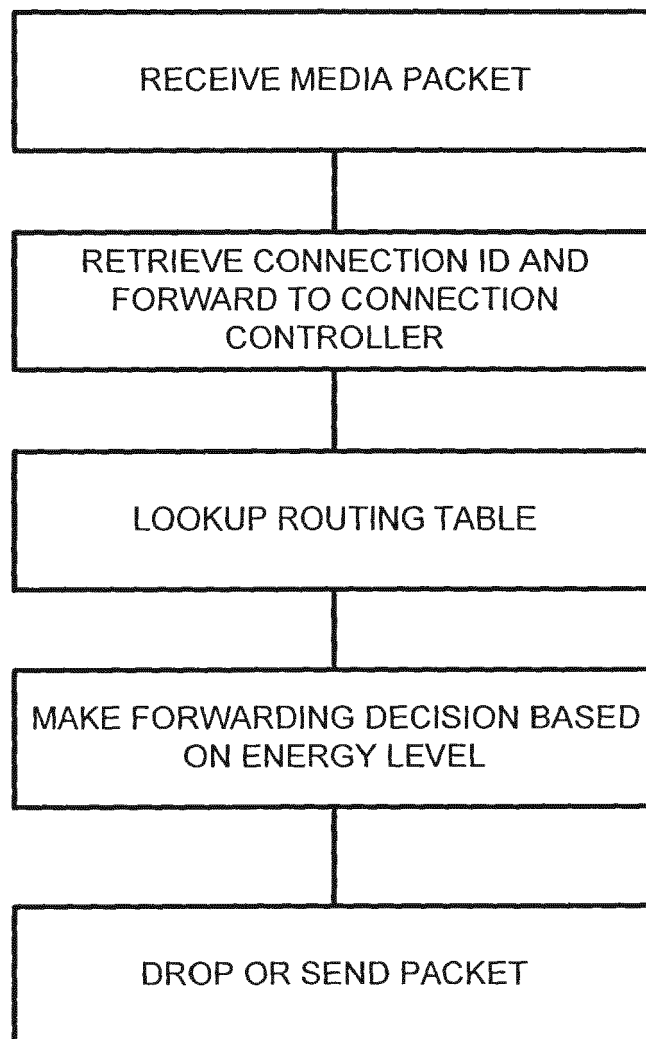 RECEIVE MEDIA PACKET
RETRIEVE CONNECTION ID AND
FORWARD TO CONNECTION
CONTROLLER
LOOKUP ROUTING TABLE
MAKE FORWARDING DECISION BASED
ON ENERGY LEVEL
DROP OR SEND PACKET